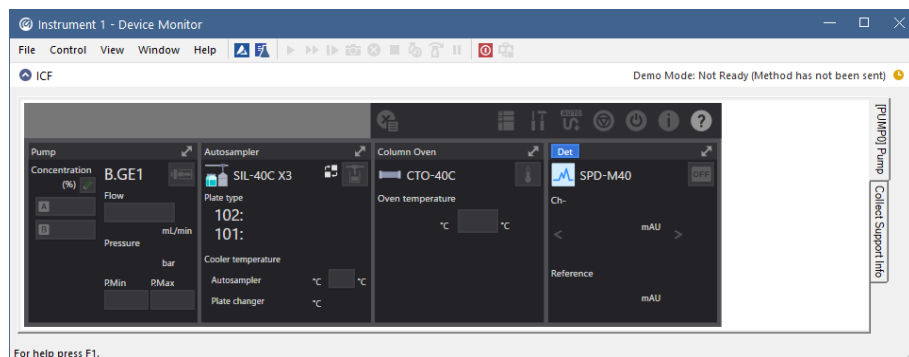 Instrument 1 - Device Monitor
File Control View Window Help
ICF
Demo Mode: Not Ready (Method has not been sent)
AUTO
?
Pump
Concentration
(%)
B.GE1
A
B
Flow
mL/min
Pressure
bar
P.Min P.Max
Autosampler
SIL-40C X3
Plate type
102:
101:
Cooler temperature
Autosampler °C °C
Plate changer °C
Column Oven
CTO-40C
Oven temperature
°C °C
Det
SPD-M40
OFF
Ch-
< mAU >
Reference
mAU
[PUMP0] Pump
Collect Support Info
For help press F1.